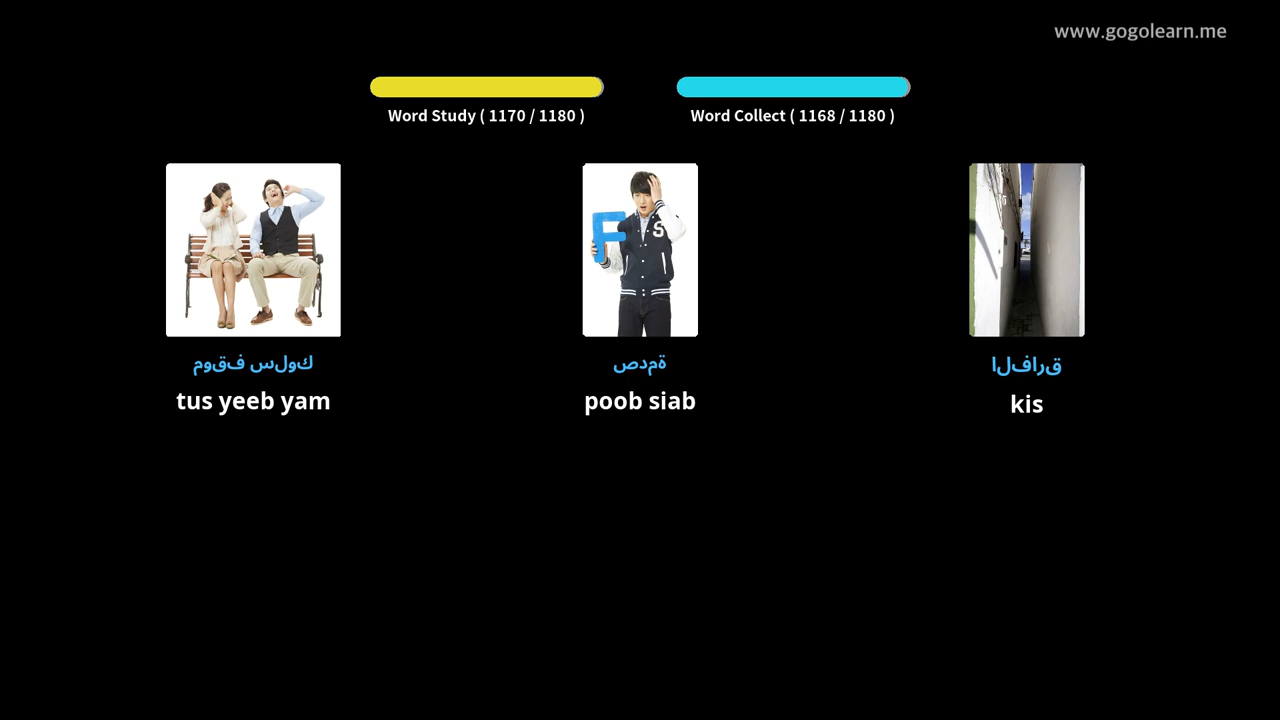 www.gogolearn.me
Word Study ( 1170 / 1180 )
Word Collect ( 1168 / 1180 )
موقف سلوك
tus yeeb yam
صدمة
poob siab
الفارق
kis
F
S